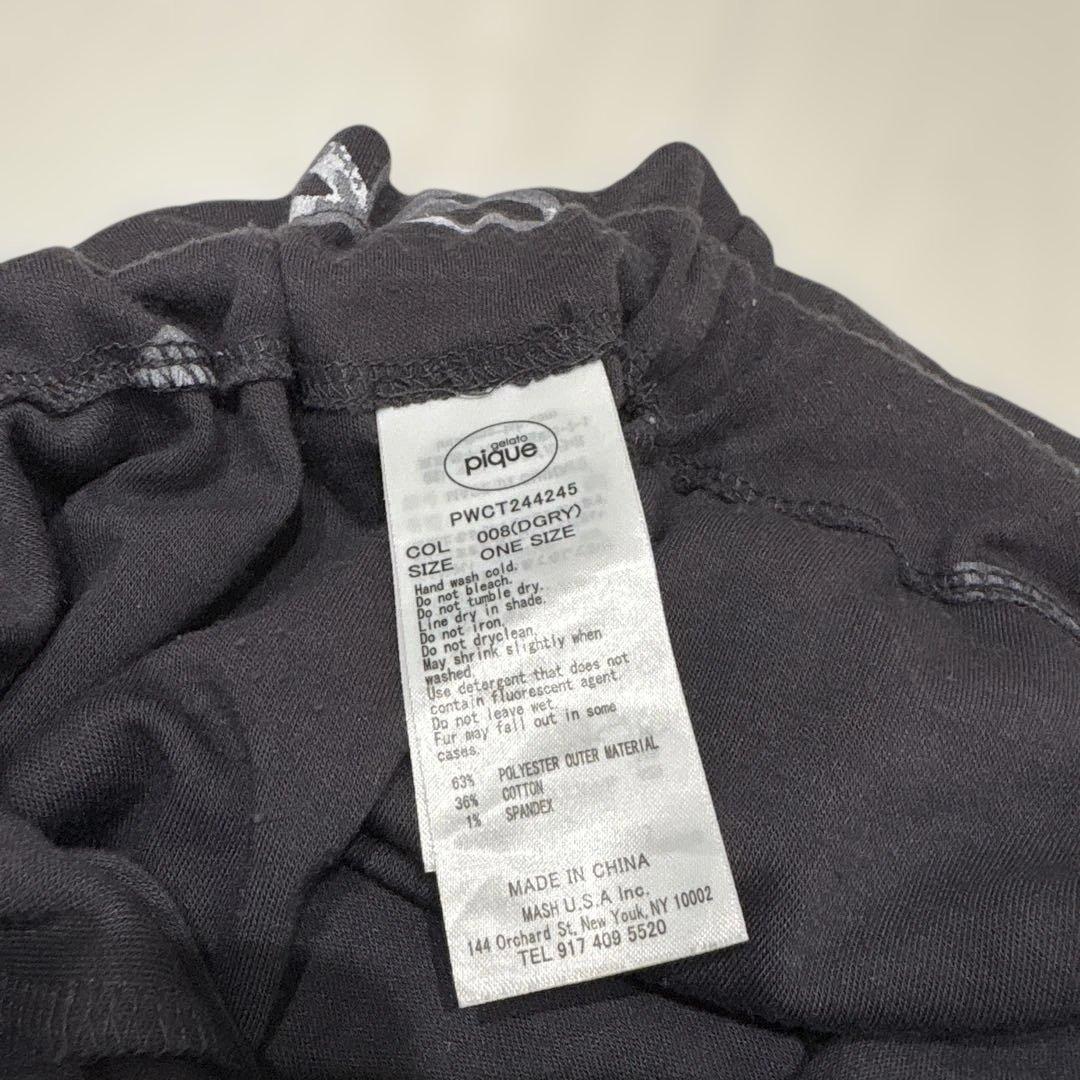 gelato
pique
PWCT244245
COL 008(DGRY)
SIZE ONE SIZE
Hand wash cold.
Do not bleach.
Do not tumble dry.
Line dry in shade.
Do not iron.
Do not dryclean.
May shrink slightly when
washed.
Use detergent that does not
contain fluorescent agent.
Do not leave wet.
Fur may fall out in some
cases.
63% POLYESTER OUTER MATERIAL
36% COTTON
1% SPANDEX
MADE IN CHINA
MASH U.S.A Inc.
144 Orchard St, New Youk, NY 10002
TEL 917 409 5520